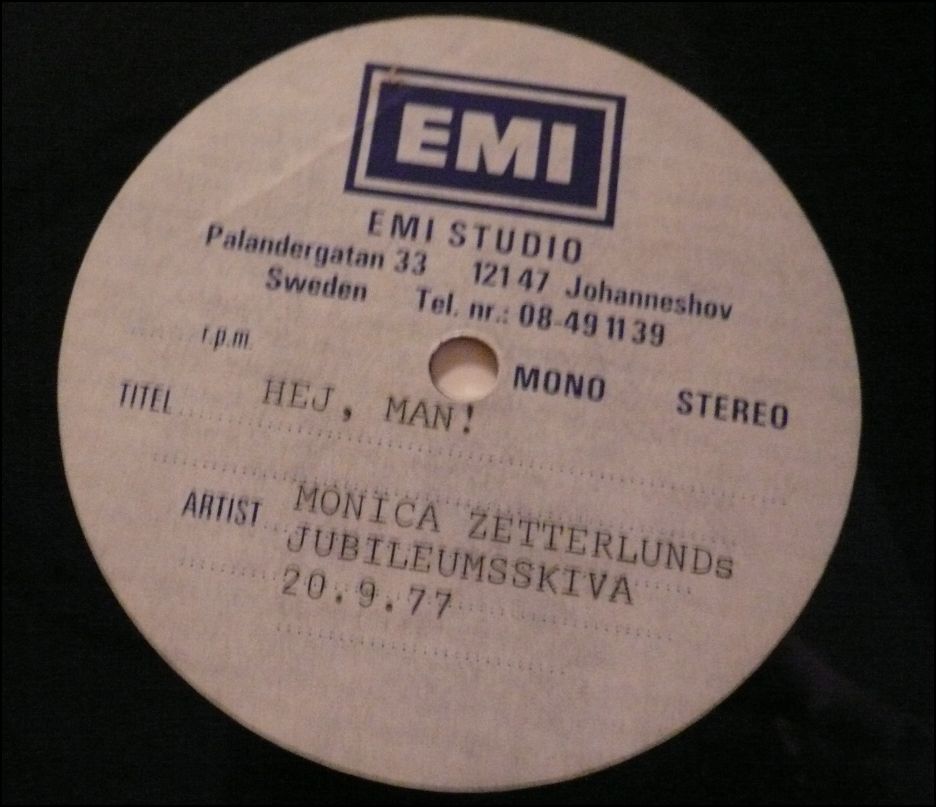 EMI
EMI STUDIO
Palandergatan 33 121 47 Johanneshov
Sweden Tel. nr.: 08-49 11 39
r.p.m. MONO STEREO
TITEL HEJ, MAN!
ARTIST MONICA ZETTERLUNDs
JUBILEUMSSKIVA
20.9.77